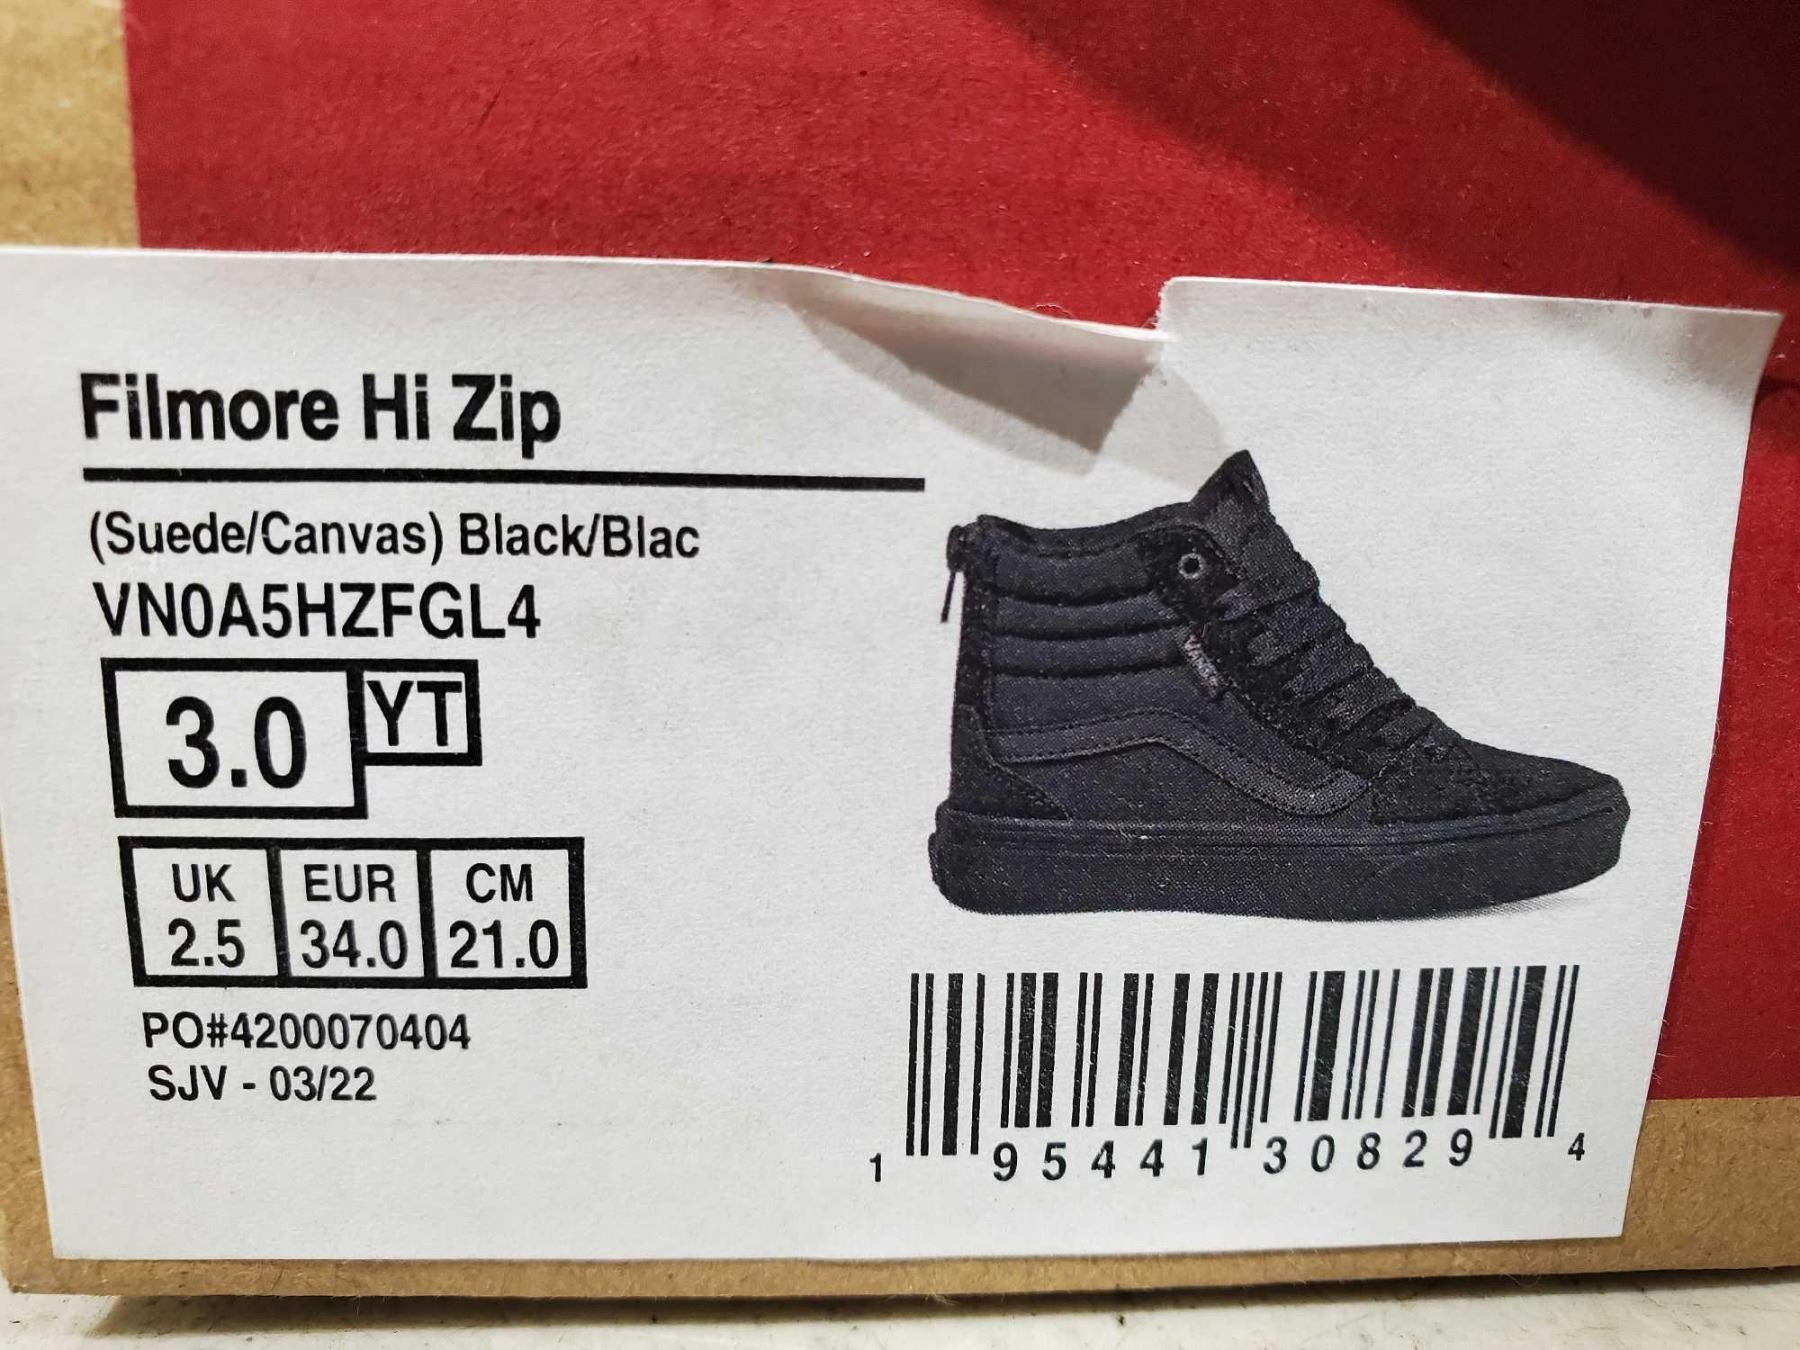 Filmore Hi Zip
(Suede/Canvas) Black/Blac
VN0A5HZFGL4
3.0 YT
UK EUR CM
2.5 34.0 21.0
PO#4200070404
SJV - 03/22
1 95441 30829 4